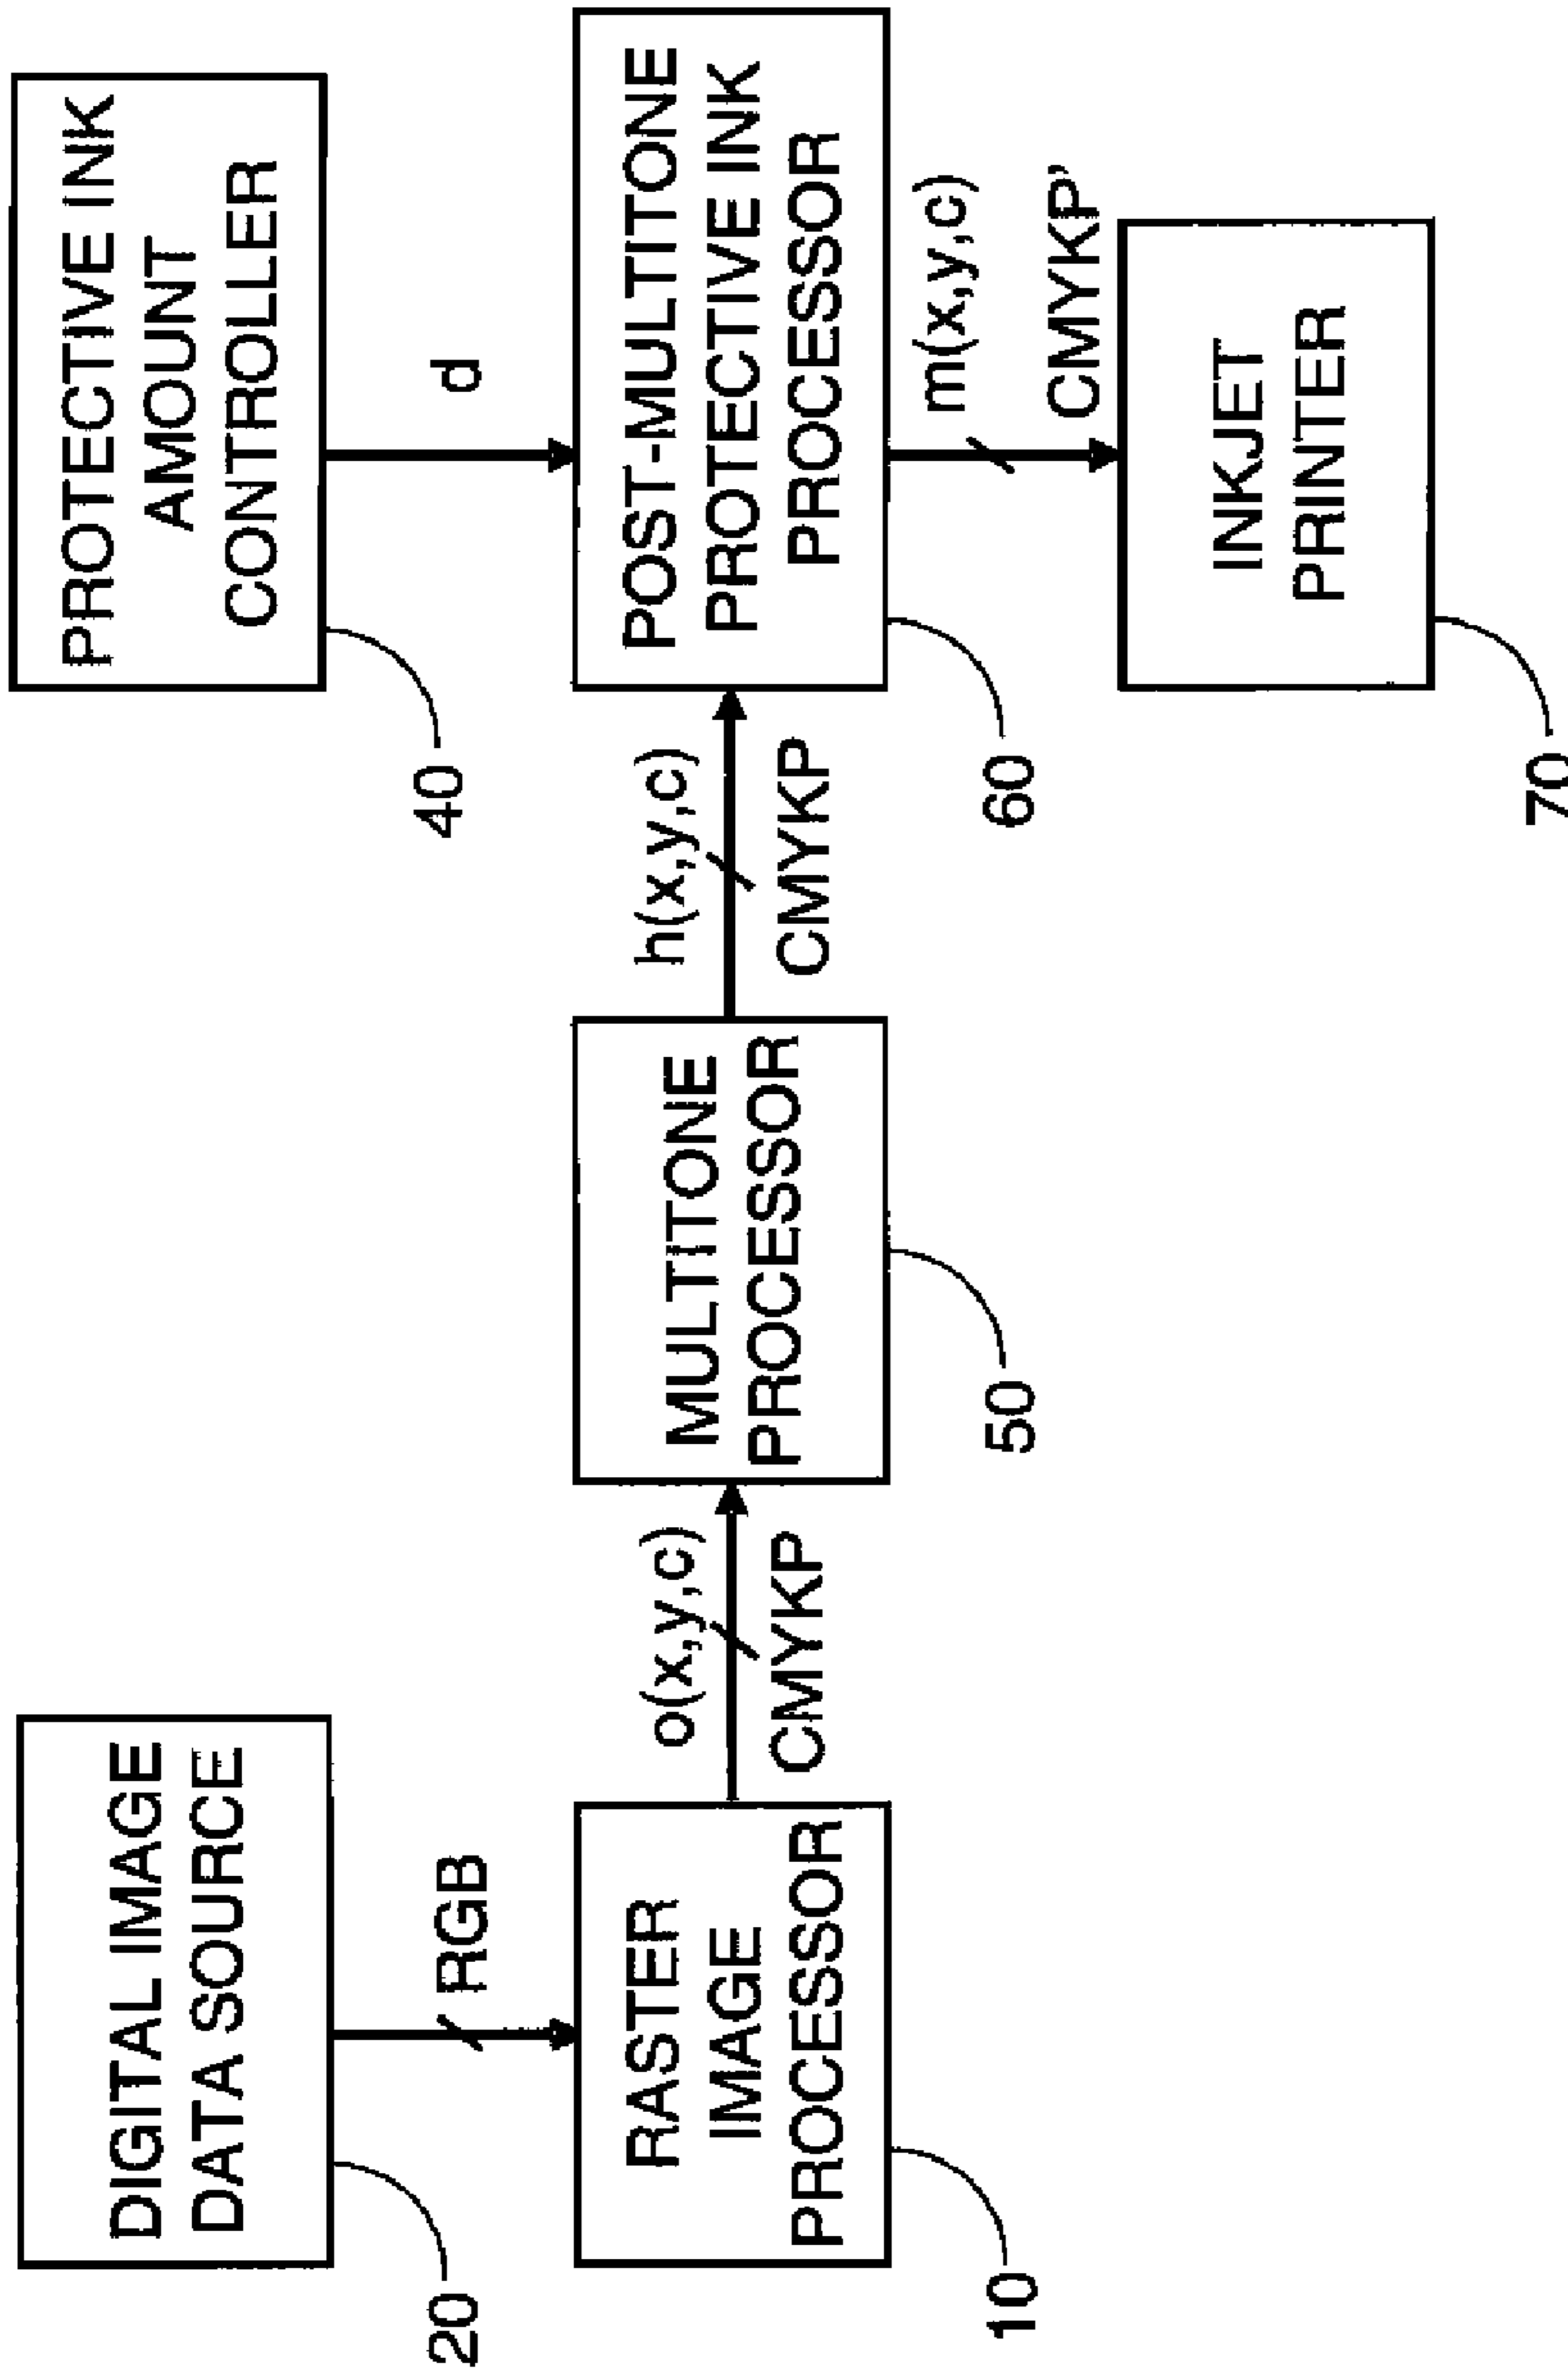 DIGITAL IMAGE
DATA SOURCE
20
RGB
RASTER
IMAGE
PROCESSOR
10
o(x,y,c)
CMYKP
MULTITONE
PROCESSOR
50
h(x,y,c)
CMYKP
PROTECTIVE INK
AMOUNT
CONTROLLER
40
d
POST-MULTITONE
PROTECTIVE INK
PROCESSOR
60
m(x,y,c)
CMYKP'
INKJET
PRINTER
70